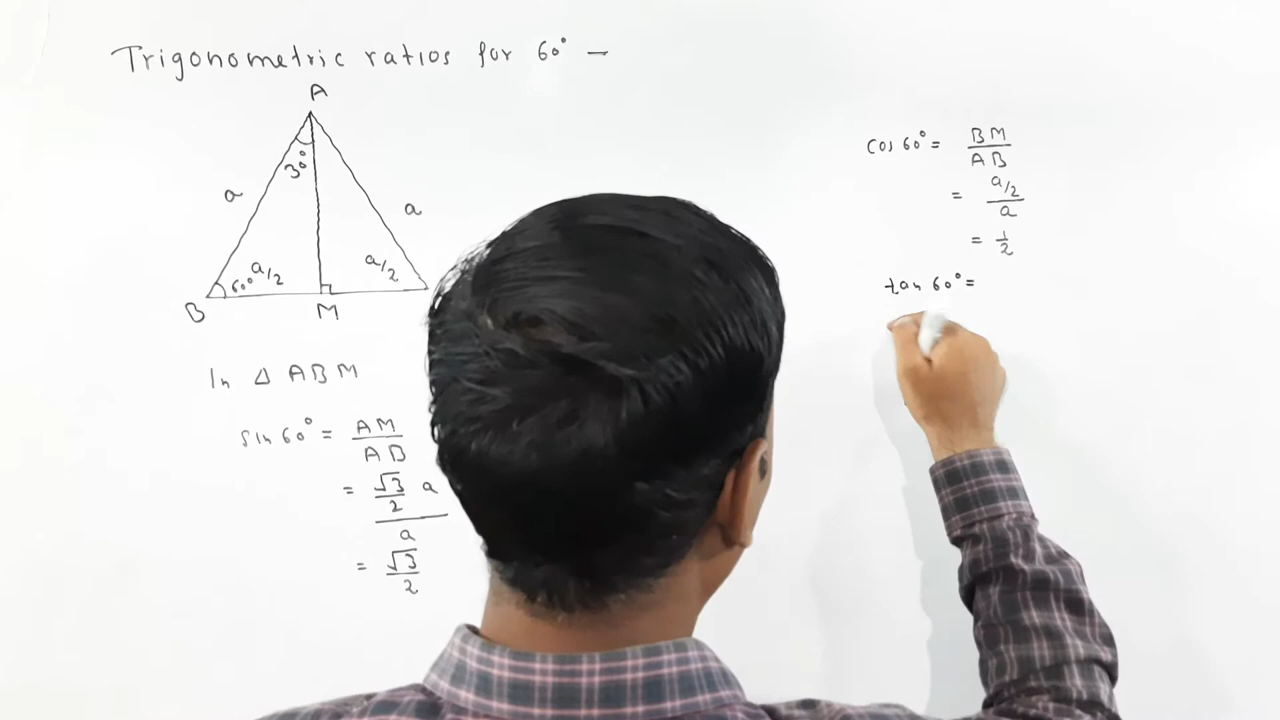 Trigonometric ratios for 60° –
A
30°
a
a
60°
a/2
a/2
B
M
In Δ ABM
sin 60° = AM / AB
= √3/2 a / a
= √3/2
cos 60° = BM / AB
= a/2 / a
= 1/2
tan 60° =